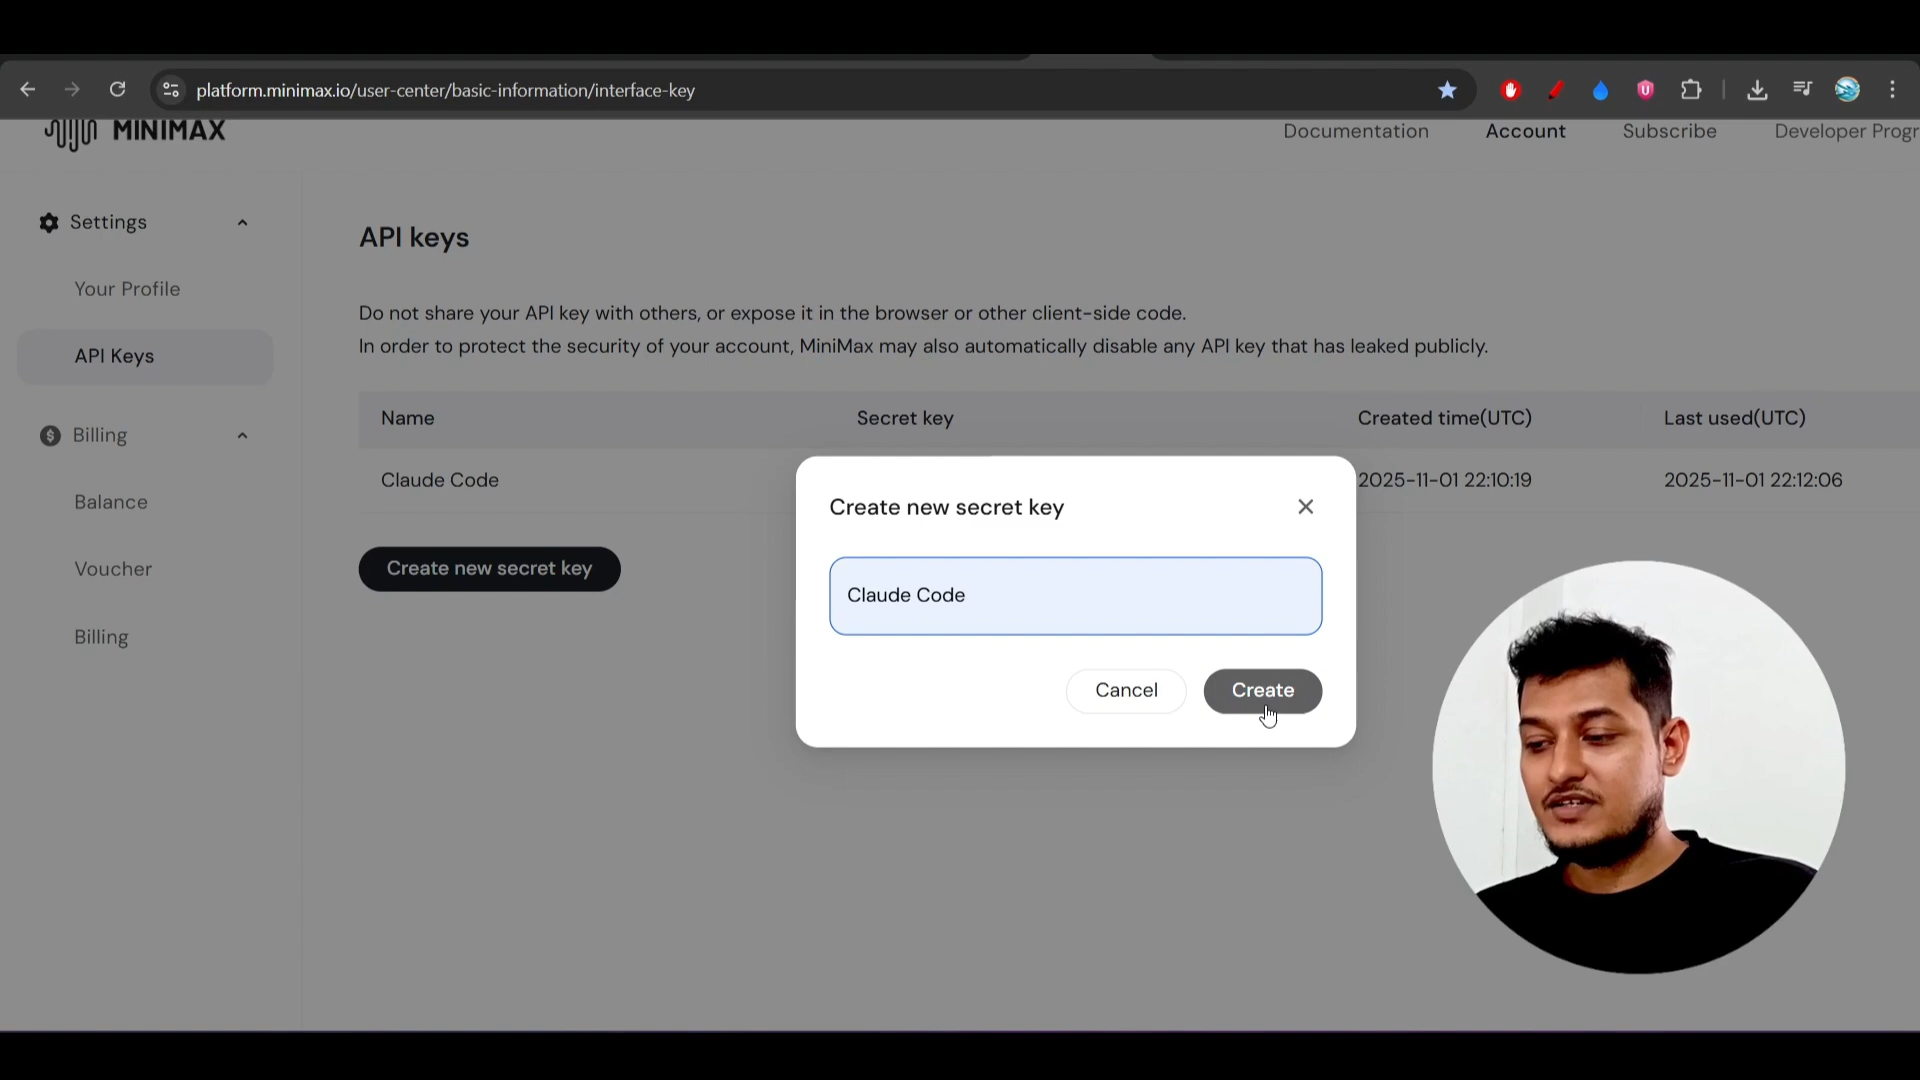 platform.minimax.io/user-center/basic-information/interface-key
MINIMAX
Documentation
Account
Subscribe
Developer Progr
Settings
Your Profile
API Keys
Billing
Balance
Voucher
Billing
API keys
Do not share your API key with others, or expose it in the browser or other client-side code.
In order to protect the security of your account, MiniMax may also automatically disable any API key that has leaked publicly.
Name
Secret key
Created time(UTC)
Last used(UTC)
Claude Code
2025-11-01 22:10:19
2025-11-01 22:12:06
Create new secret key
Create new secret key
Claude Code
Cancel
Create